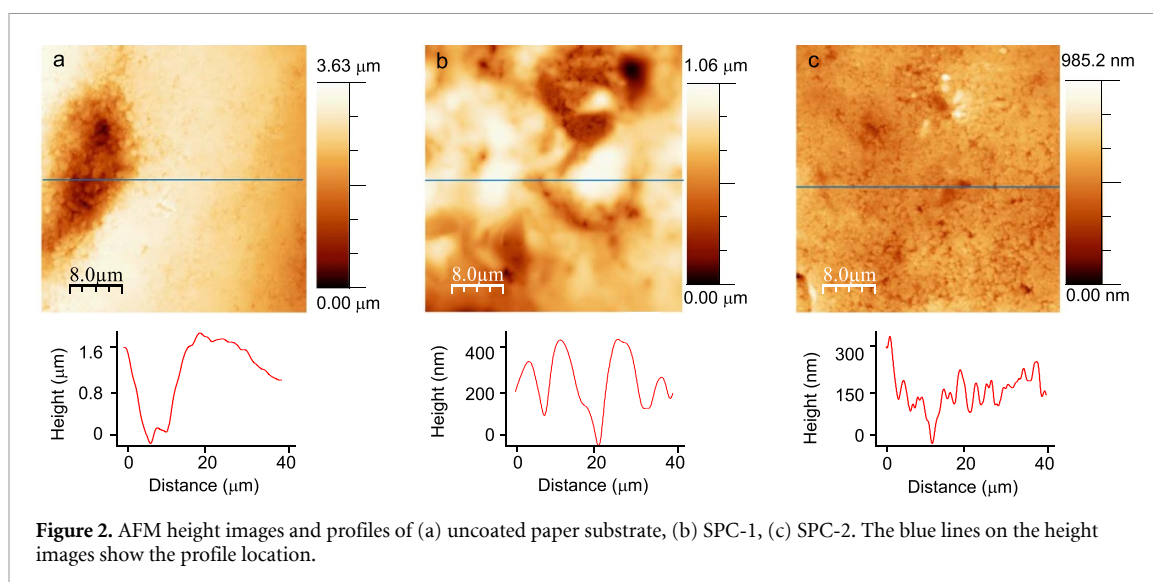 a
3.63 μm
8.0μm
0.00 μm
b
1.06 μm
8.0μm
0.00 μm
c
985.2 nm
8.0μm
0.00 nm
Height (μm)
1.6
0.8
0
0 20 40
Distance (μm)
Height (nm)
400
200
0
0 20 40
Distance (μm)
Height (nm)
300
150
0
0 20 40
Distance (μm)
Figure 2. AFM height images and profiles of (a) uncoated paper substrate, (b) SPC-1, (c) SPC-2. The blue lines on the height
images show the profile location.